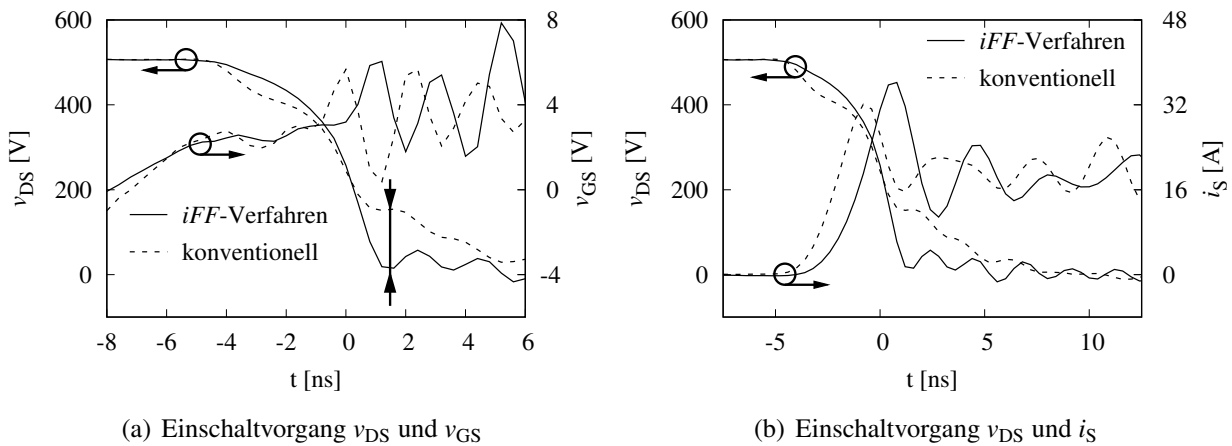 600
400
200
0
v_DS [V]
8
4
0
-4
v_GS [V]
iFF-Verfahren
konventionell
-8 -6 -4 -2 0 2 4 6
t [ns]
(a) Einschaltvorgang v_DS und v_GS
600
400
200
0
v_DS [V]
48
32
16
0
i_S [A]
iFF-Verfahren
konventionell
-5 0 5 10
t [ns]
(b) Einschaltvorgang v_DS und i_S